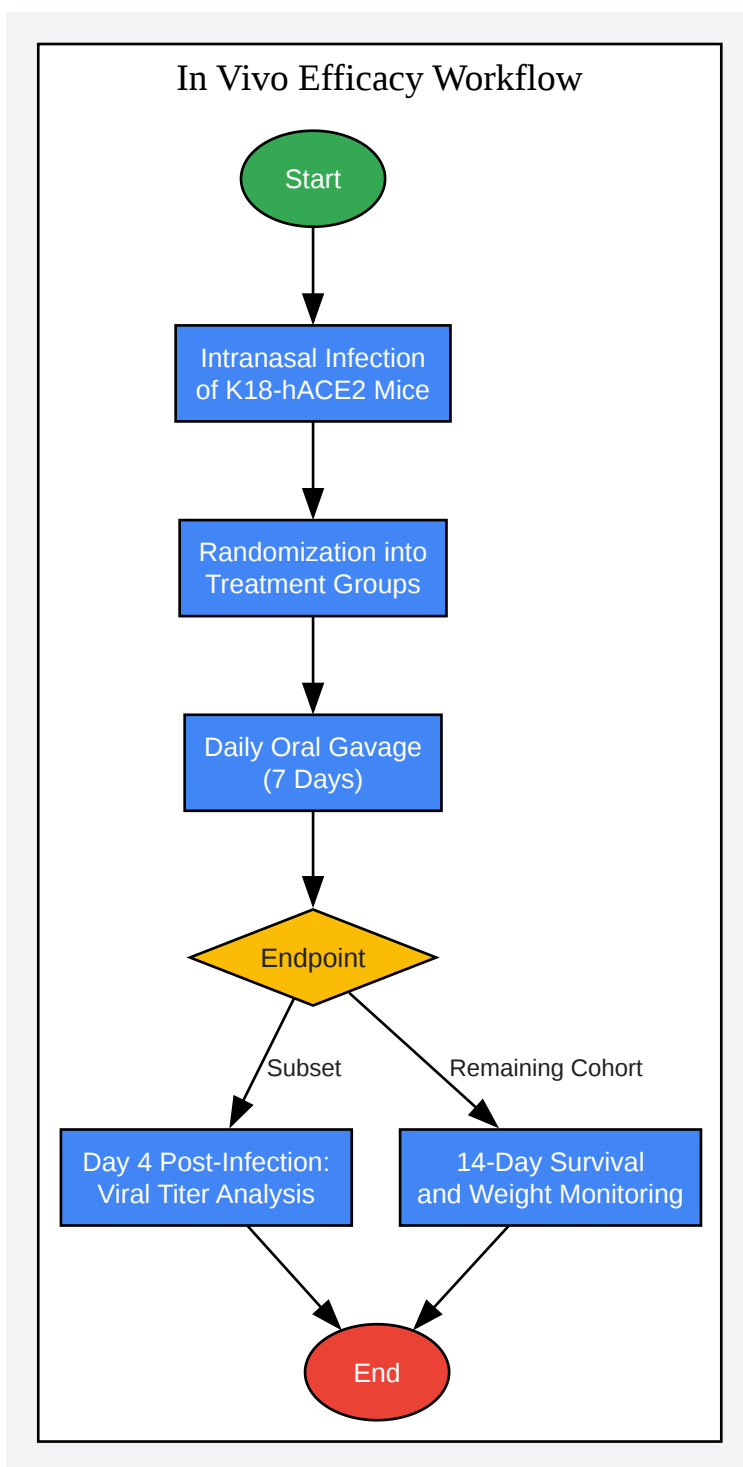 In Vivo Efficacy Workflow
Start
Intranasal Infection
of K18-hACE2 Mice
Randomization into
Treatment Groups
Daily Oral Gavage
(7 Days)
Endpoint
Subset
Remaining Cohort
Day 4 Post-Infection:
Viral Titer Analysis
14-Day Survival
and Weight Monitoring
End